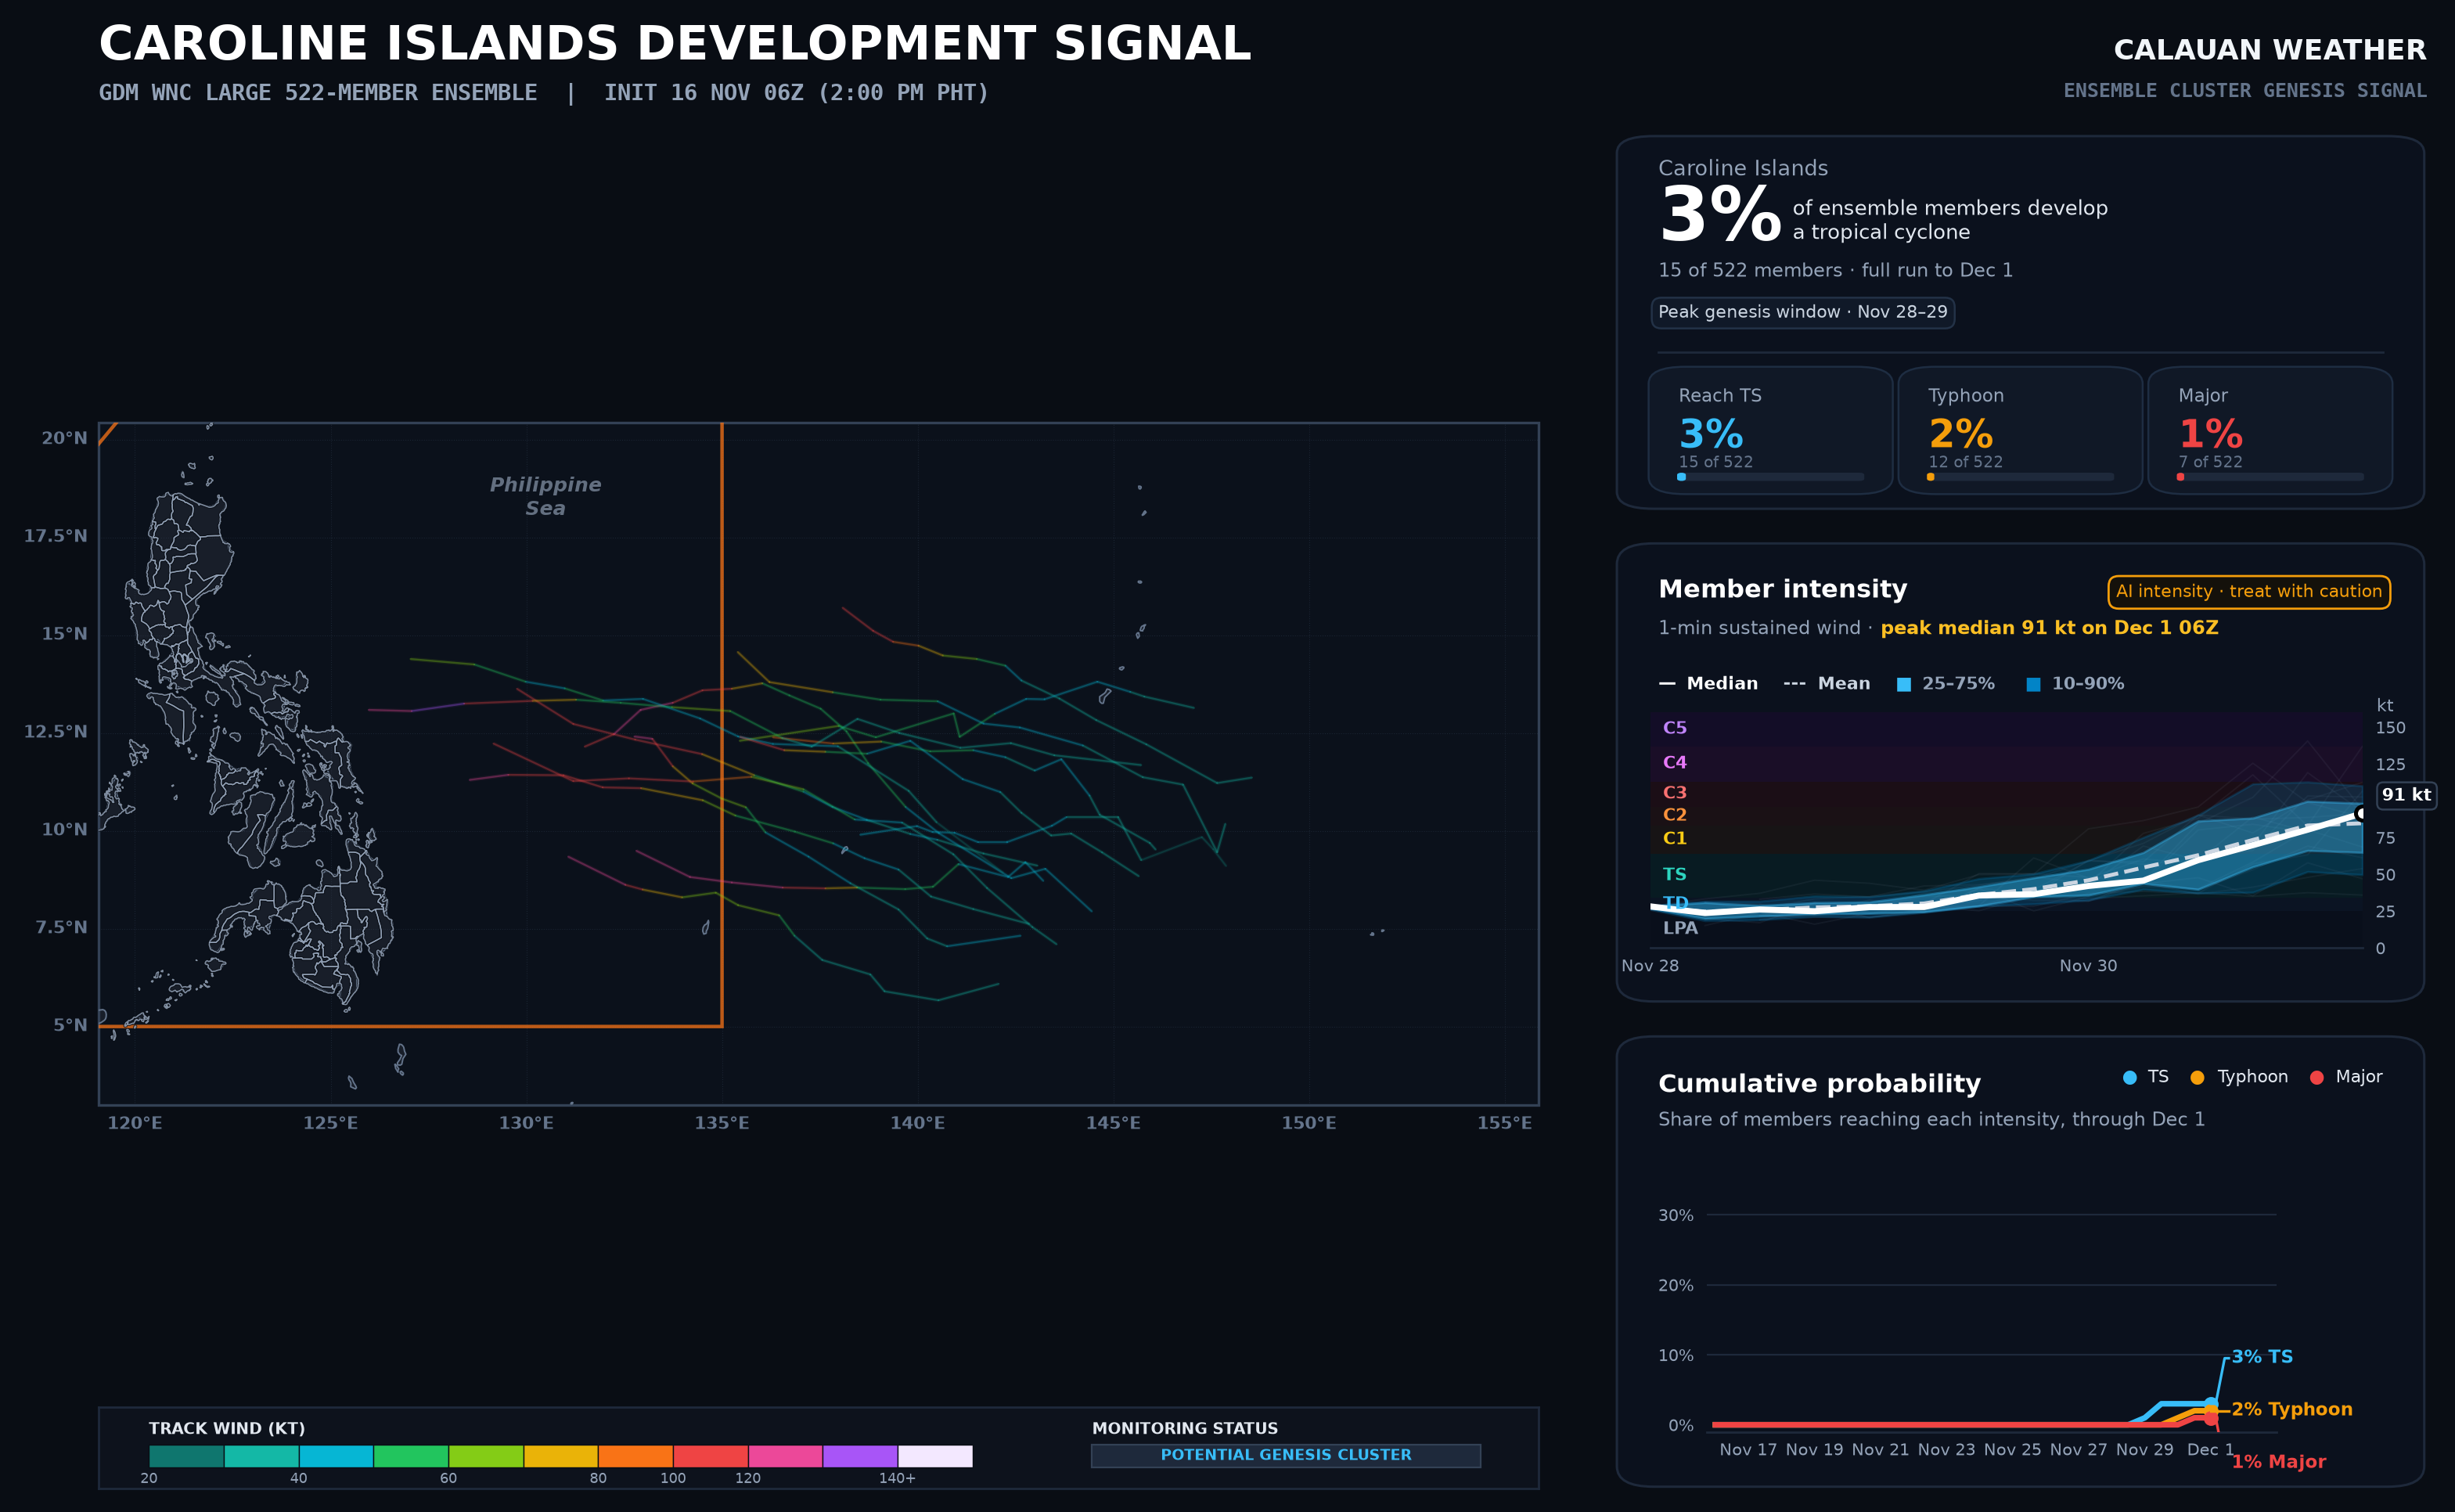 CAROLINE ISLANDS DEVELOPMENT SIGNAL
GDM WNC LARGE 522-MEMBER ENSEMBLE | INIT 16 NOV 06Z (2:00 PM PHT)
CALAUAN WEATHER
ENSEMBLE CLUSTER GENESIS SIGNAL
Philippine
Sea
20°N
17.5°N
15°N
12.5°N
10°N
7.5°N
5°N
120°E 125°E 130°E 135°E 140°E 145°E 150°E 155°E
TRACK WIND (KT)
20 40 60 80 100 120 140+
MONITORING STATUS
POTENTIAL GENESIS CLUSTER
Caroline Islands
3% of ensemble members develop
a tropical cyclone
15 of 522 members · full run to Dec 1
Peak genesis window · Nov 28–29
Reach TS
3%
15 of 522
Typhoon
2%
12 of 522
Major
1%
7 of 522
Member intensity
AI intensity · treat with caution
1-min sustained wind · peak median 91 kt on Dec 1 06Z
Median Mean 25–75% 10–90%
kt
C5
C4
C3
C2
C1
TS
TD
LPA
150
125
91 kt
75
50
25
0
Nov 28 Nov 30
Cumulative probability
TS Typhoon Major
Share of members reaching each intensity, through Dec 1
30%
20%
10%
0%
3% TS
2% Typhoon
1% Major
Nov 17 Nov 19 Nov 21 Nov 23 Nov 25 Nov 27 Nov 29 Dec 1